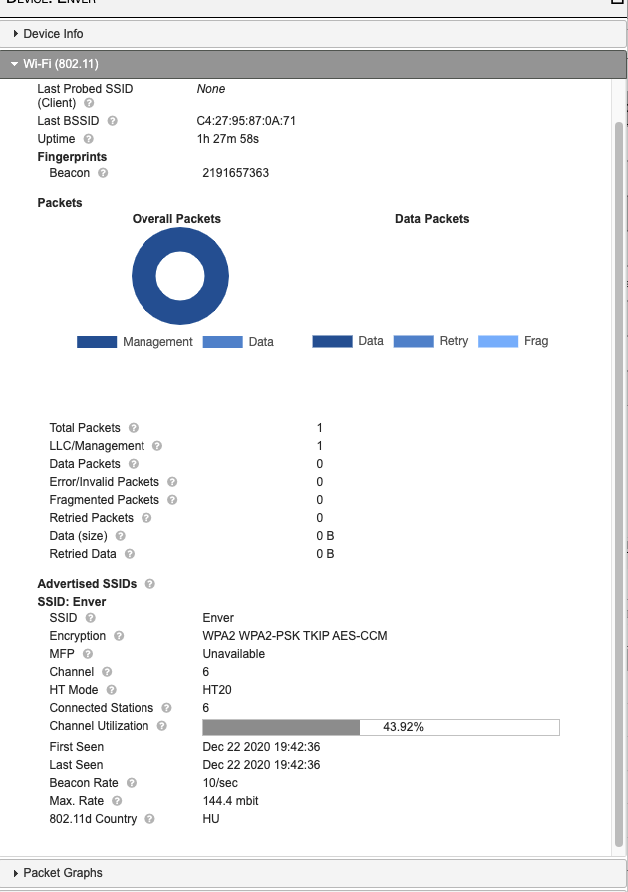 DEVICE: ENVER
Device Info
Wi-Fi (802.11)
Last Probed SSID None
(Client)
Last BSSID C4:27:95:87:0A:71
Uptime 1h 27m 58s
Fingerprints
Beacon 2191657363
Packets
Overall Packets Data Packets
Management Data Data Retry Frag
Total Packets 1
LLC/Management 1
Data Packets 0
Error/Invalid Packets 0
Fragmented Packets 0
Retried Packets 0
Data (size) 0 B
Retried Data 0 B
Advertised SSIDs
SSID: Enver
SSID Enver
Encryption WPA2 WPA2-PSK TKIP AES-CCM
MFP Unavailable
Channel 6
HT Mode HT20
Connected Stations 6
Channel Utilization 43.92%
First Seen Dec 22 2020 19:42:36
Last Seen Dec 22 2020 19:42:36
Beacon Rate 10/sec
Max. Rate 144.4 mbit
802.11d Country HU
Packet Graphs